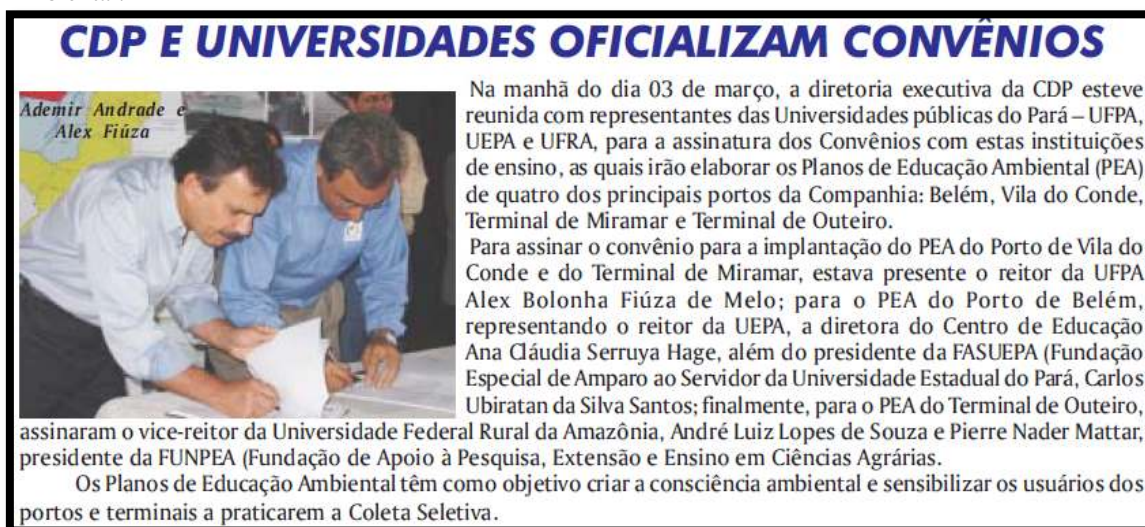 CDP E UNIVERSIDADES OFICIALIZAM CONVÊNIOS
Ademir Andrade e
Alex Fiúza
Na manhã do dia 03 de março, a diretoria executiva da CDP esteve
reunida com representantes das Universidades públicas do Pará – UFPA,
UEPA e UFRA, para a assinatura dos Convênios com estas instituições
de ensino, as quais irão elaborar os Planos de Educação Ambiental (PEA)
de quatro dos principais portos da Companhia: Belém, Vila do Conde,
Terminal de Miramar e Terminal de Outeiro.
Para assinar o convênio para a implantação do PEA do Porto de Vila do
Conde e do Terminal de Miramar, estava presente o reitor da UFPA
Alex Bolonha Fiúza de Melo; para o PEA do Porto de Belém,
representando o reitor da UEPA, a diretora do Centro de Educação
Ana Cláudia Serruya Hage, além do presidente da FASUEPA (Fundação
Especial de Amparo ao Servidor da Universidade Estadual do Pará, Carlos
Ubiratan da Silva Santos; finalmente, para o PEA do Terminal de Outeiro,
assinaram o vice-reitor da Universidade Federal Rural da Amazônia, André Luiz Lopes de Souza e Pierre Nader Mattar,
presidente da FUNPEA (Fundação de Apoio à Pesquisa, Extensão e Ensino em Ciências Agrárias.
Os Planos de Educação Ambiental têm como objetivo criar a consciência ambiental e sensibilizar os usuários dos
portos e terminais a praticarem a Coleta Seletiva.